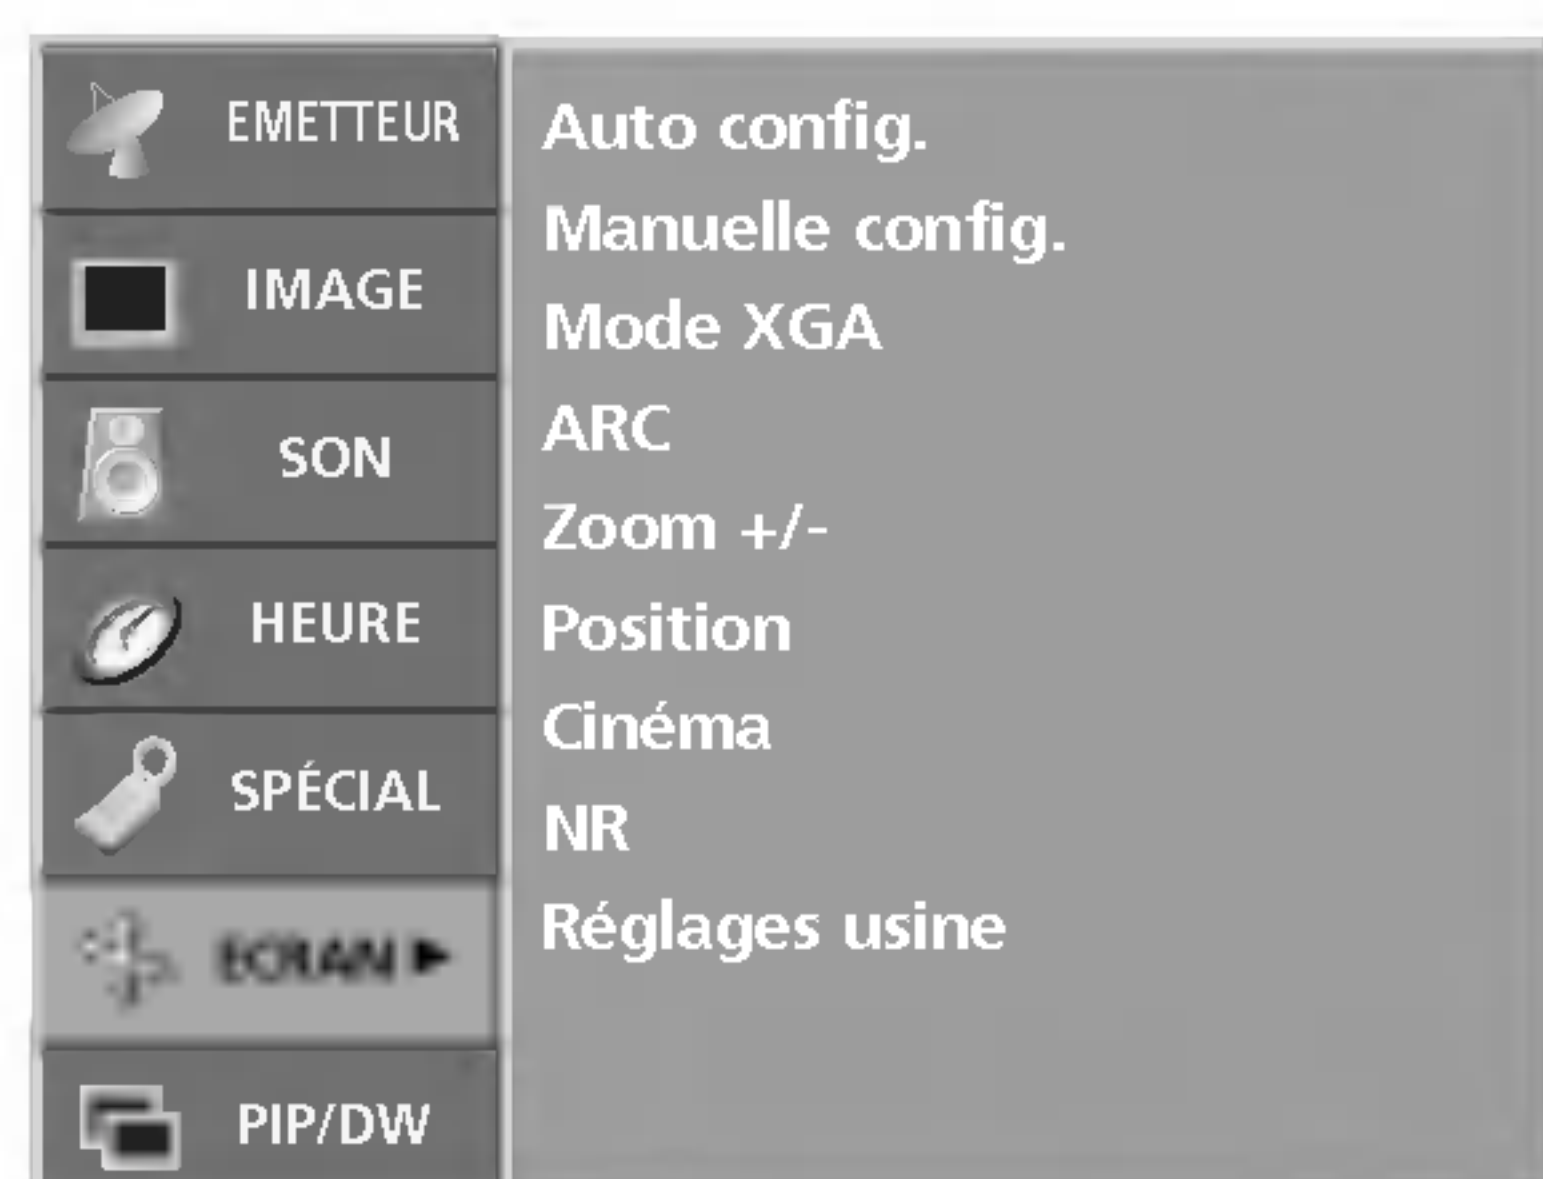 EMETTEUR
IMAGE
SON
HEURE
SPÉCIAL
ECRAN ►
PIP/DW
Auto config.
Manuelle config.
Mode XGA
ARC
Zoom +/-
Position
Cinéma
NR
Réglages usine